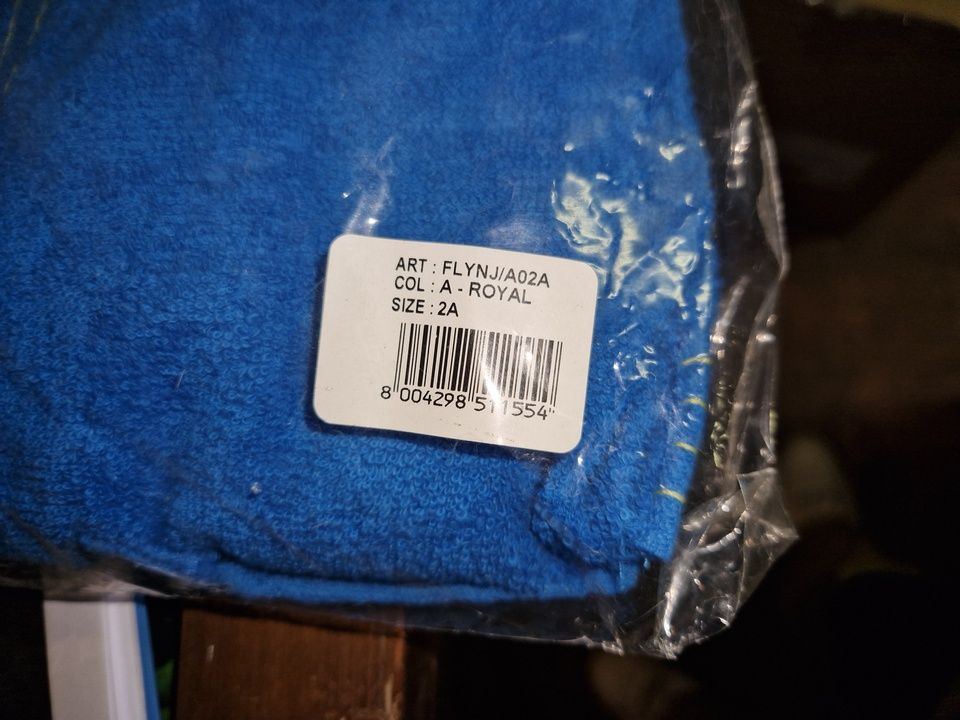 ART : FLYNJ/A02A
COL : A - ROYAL
SIZE : 2A
8 004298 511554